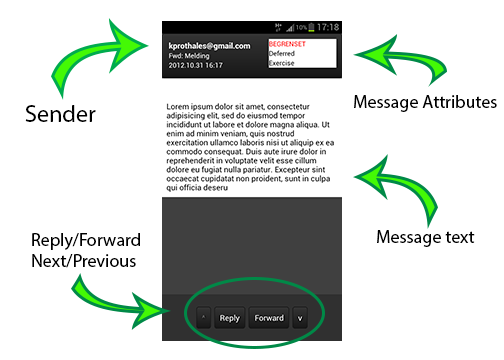 10% 17:18
kprothales@gmail.com
Fwd: Melding
2012.10.31 16:17
BEGRENSET
Deferred
Exercise
Sender
Message Attributes
Lorem ipsum dolor sit amet, consectetur
adipisicing elit, sed do eiusmod tempor
incididunt ut labore et dolore magna aliqua. Ut
enim ad minim veniam, quis nostrud
exercitation ullamco laboris nisi ut aliquip ex ea
commodo consequat. Duis aute irure dolor in
reprehenderit in voluptate velit esse cillum
dolore eu fugiat nulla pariatur. Excepteur sint
occaecat cupidatat non proident, sunt in culpa
qui officia deseru
Message text
Reply/Forward
Next/Previous
^ Reply Forward v